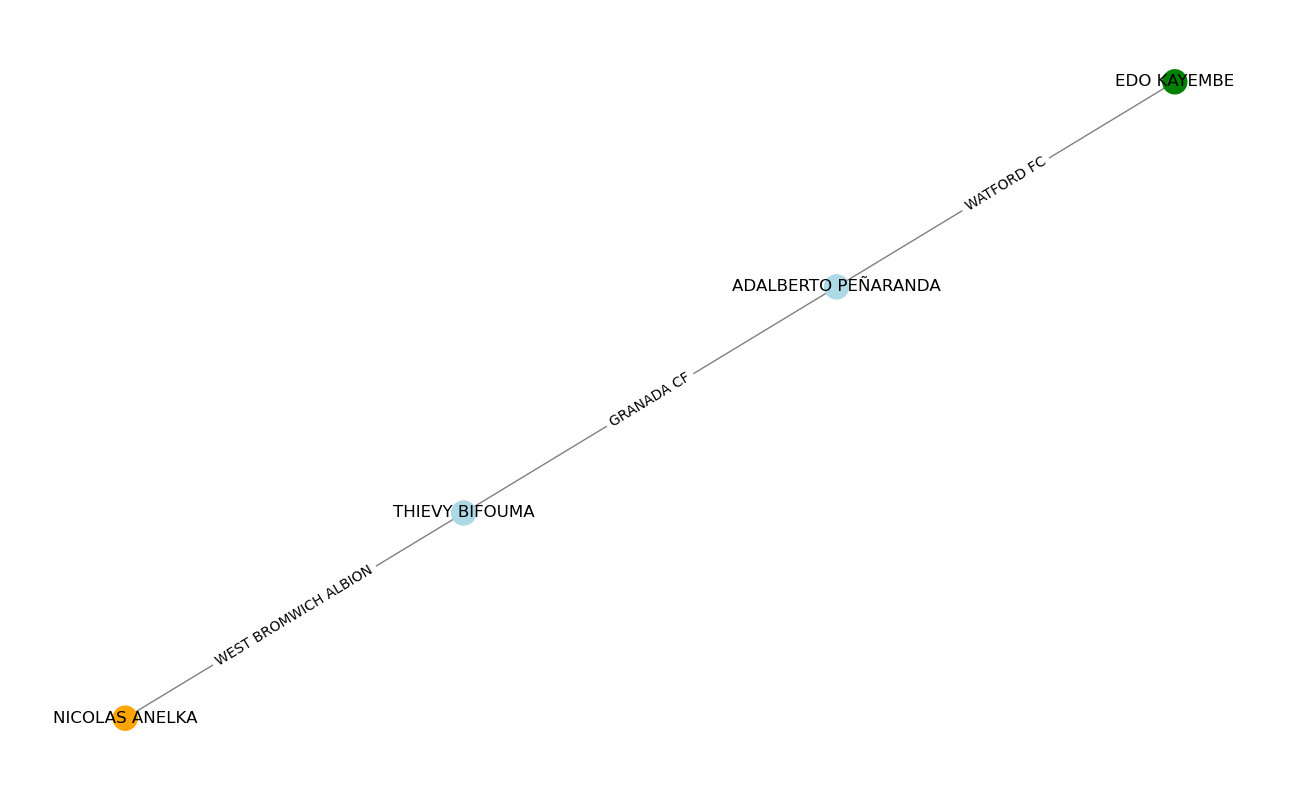 EDO KAYEMBE
WATFORD FC
ADALBERTO PEÑARANDA
GRANADA CF
THIEVY BIFOUMA
WEST BROMWICH ALBION
NICOLAS ANELKA